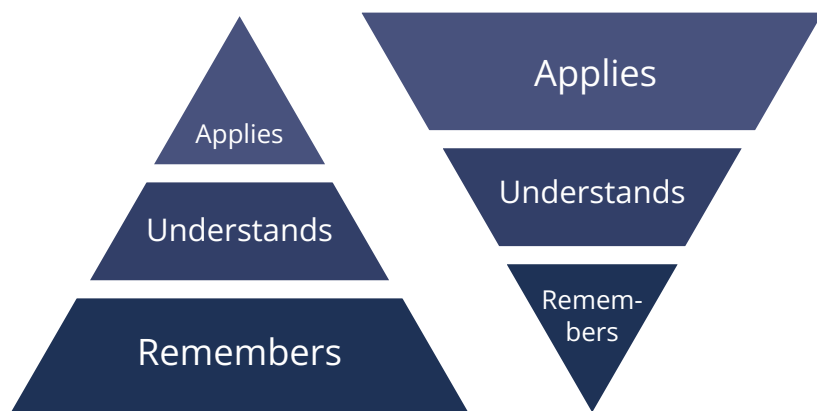 Applies
Understands
Remembers
Applies
Understands
Remem-
bers